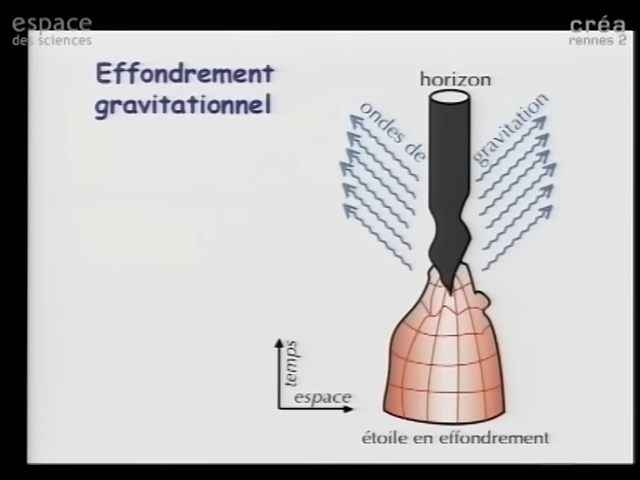 espace
des sciences
créa
rennes 2
Effondrement
gravitationnel
horizon
ondes de
gravitation
temps
espace
étoile en effondrement